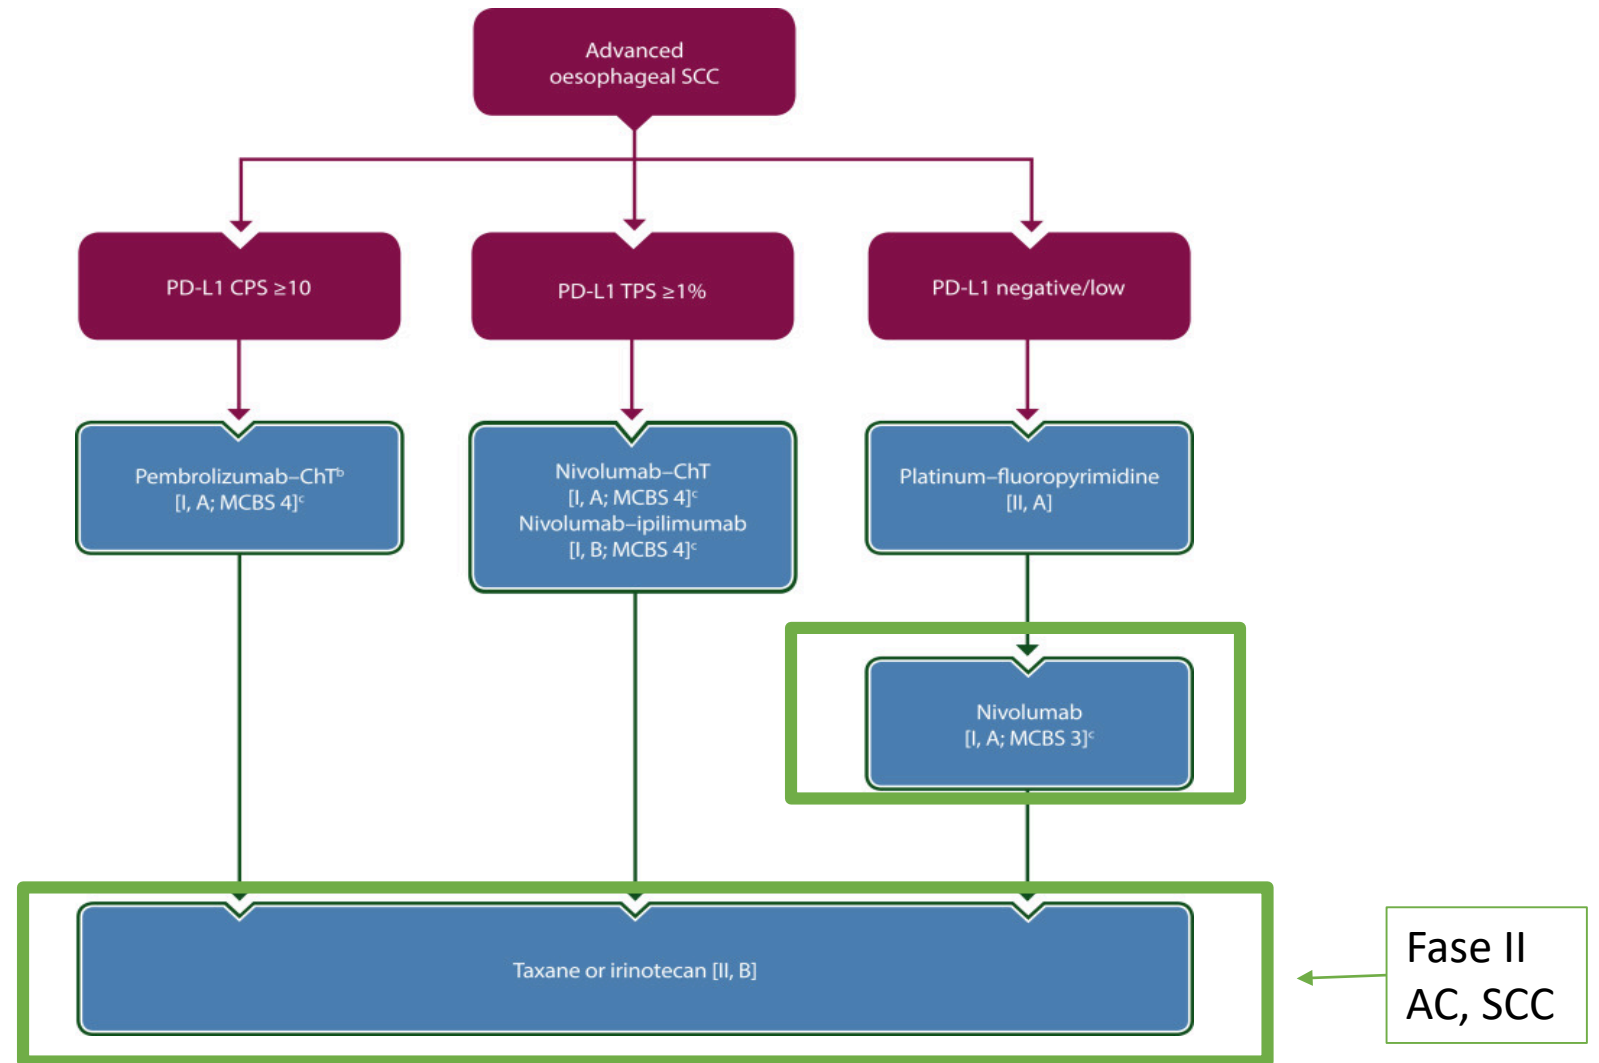 Advanced
oesophageal SCC
PD-L1 CPS ≥10
PD-L1 TPS ≥1%
PD-L1 negative/low
Pembrolizumab–ChTᵇ
[I, A; MCBS 4]ᶜ
Nivolumab–ChT
[I, A; MCBS 4]ᶜ
Nivolumab–ipilimumab
[I, B; MCBS 4]ᶜ
Platinum–fluoropyrimidine
[II, A]
Nivolumab
[I, A; MCBS 3]ᶜ
Taxane or irinotecan [II, B]
Fase II
AC, SCC